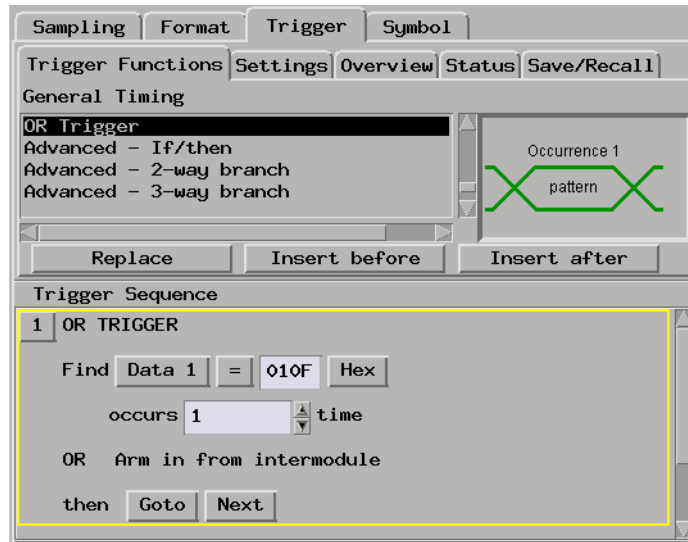 Sampling Format Trigger Symbol
Trigger Functions Settings Overview Status Save/Recall
General Timing
OR Trigger
Advanced - If/then
Advanced - 2-way branch
Advanced - 3-way branch
Occurrence 1
pattern
Replace Insert before Insert after
Trigger Sequence
1 OR TRIGGER
Find Data 1 = 010F Hex
occurs 1 time
OR Arm in from intermodule
then Goto Next